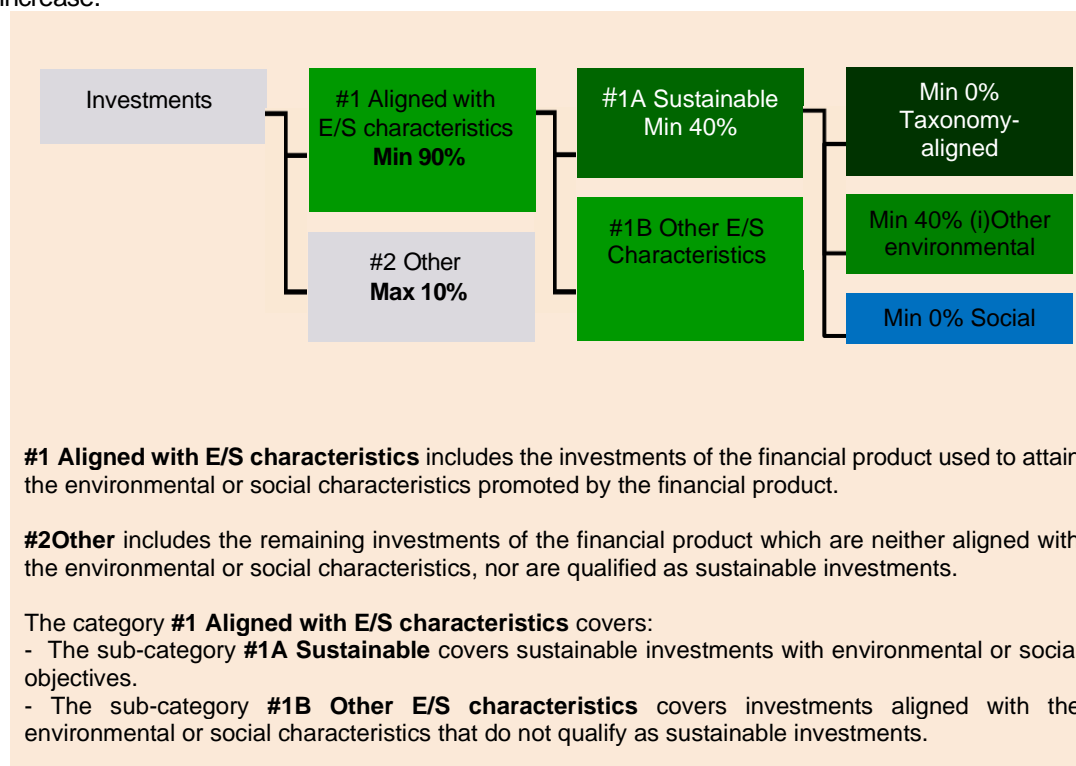 increase.
Investments
#1 Aligned with
E/S characteristics
Min 90%
#2 Other
Max 10%
#1A Sustainable
Min 40%
#1B Other E/S
Characteristics
Min 0%
Taxonomy-
aligned
Min 40% (i)Other
environmental
Min 0% Social
#1 Aligned with E/S characteristics includes the investments of the financial product used to attain
the environmental or social characteristics promoted by the financial product.
#2Other includes the remaining investments of the financial product which are neither aligned with
the environmental or social characteristics, nor are qualified as sustainable investments.
The category #1 Aligned with E/S characteristics covers:
- The sub-category #1A Sustainable covers sustainable investments with environmental or social
objectives.
- The sub-category #1B Other E/S characteristics covers investments aligned with the
environmental or social characteristics that do not qualify as sustainable investments.